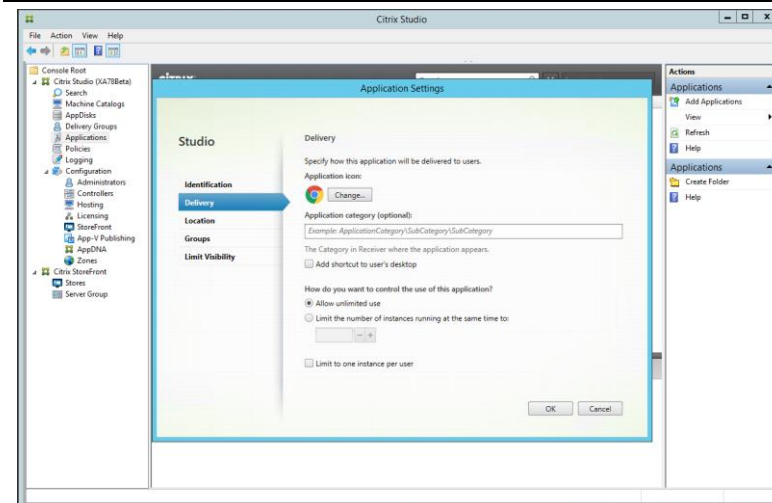 Citrix Studio
File Action View Help
Console Root
Citrix Studio (XA78Beta)
Search
Machine Catalogs
AppDisks
Delivery Groups
Applications
Policies
Logging
Configuration
Administrators
Controllers
Hosting
Licensing
StoreFront
App-V Publishing
AppDNA
Zones
Citrix StoreFront
Stores
Server Group
Application Settings
Studio
Identification
Delivery
Location
Groups
Limit Visibility
Delivery
Specify how this application will be delivered to users.
Application icon:
Change...
Application category (optional):
Example: ApplicationCategory\SubCategory\SubCategory
The Category in Receiver where the application appears.
Add shortcut to user's desktop
How do you want to control the use of this application?
Allow unlimited use
Limit the number of instances running at the same time to:
Limit to one instance per user
OK Cancel
Actions
Applications
Add Applications
View
Refresh
Help
Applications
Create Folder
Help